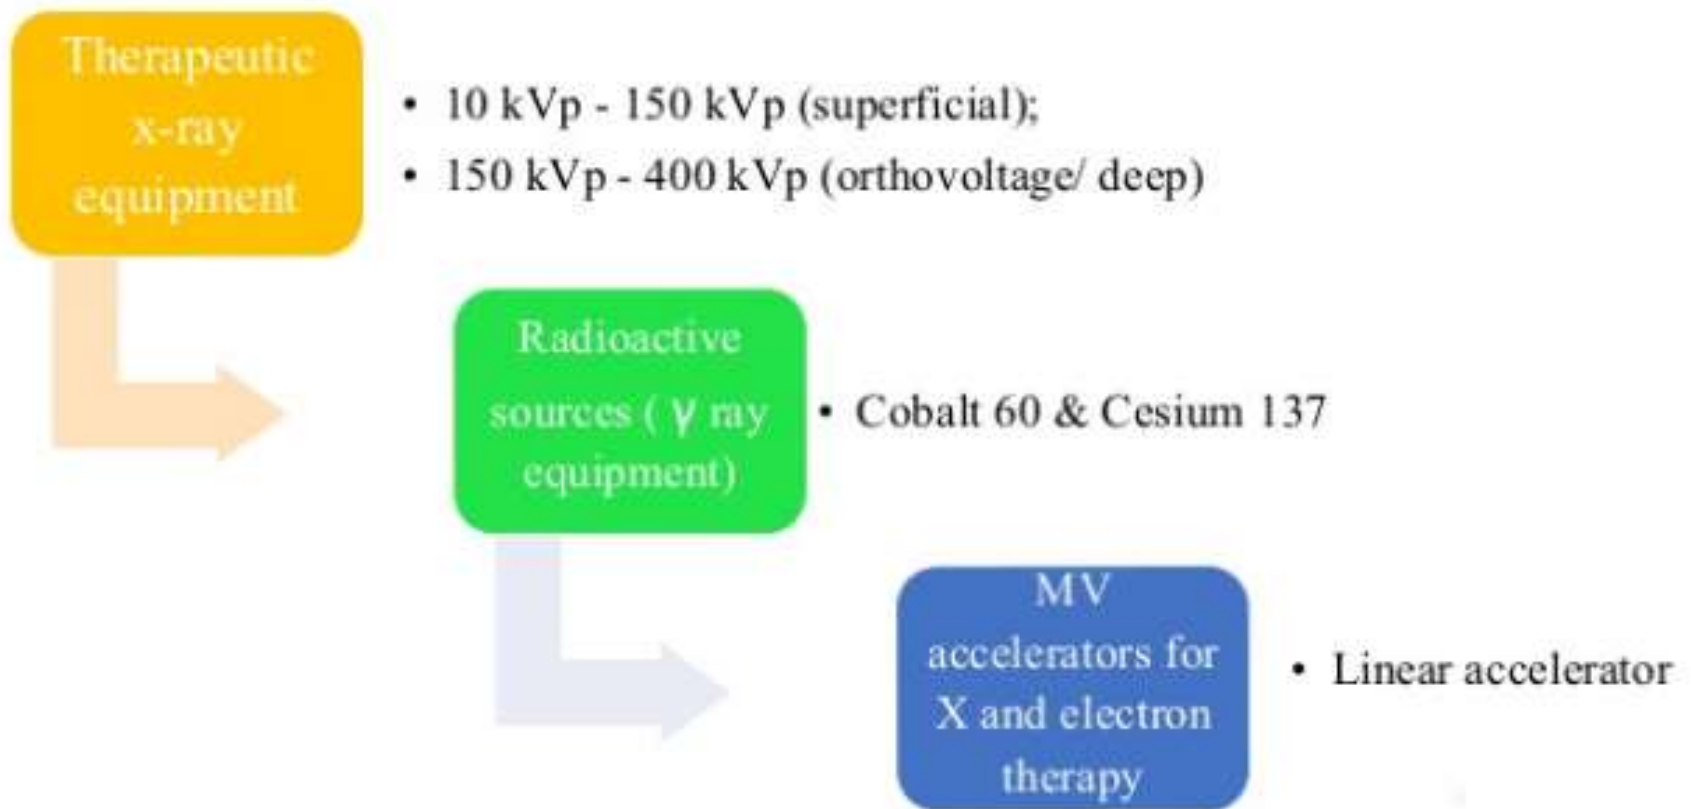 Therapeutic
x-ray
equipment
• 10 kVp - 150 kVp (superficial);
• 150 kVp - 400 kVp (orthovoltage/ deep)
Radioactive
sources ( γ ray
equipment)
• Cobalt 60 & Cesium 137
MV
accelerators for
X and electron
therapy
• Linear accelerator